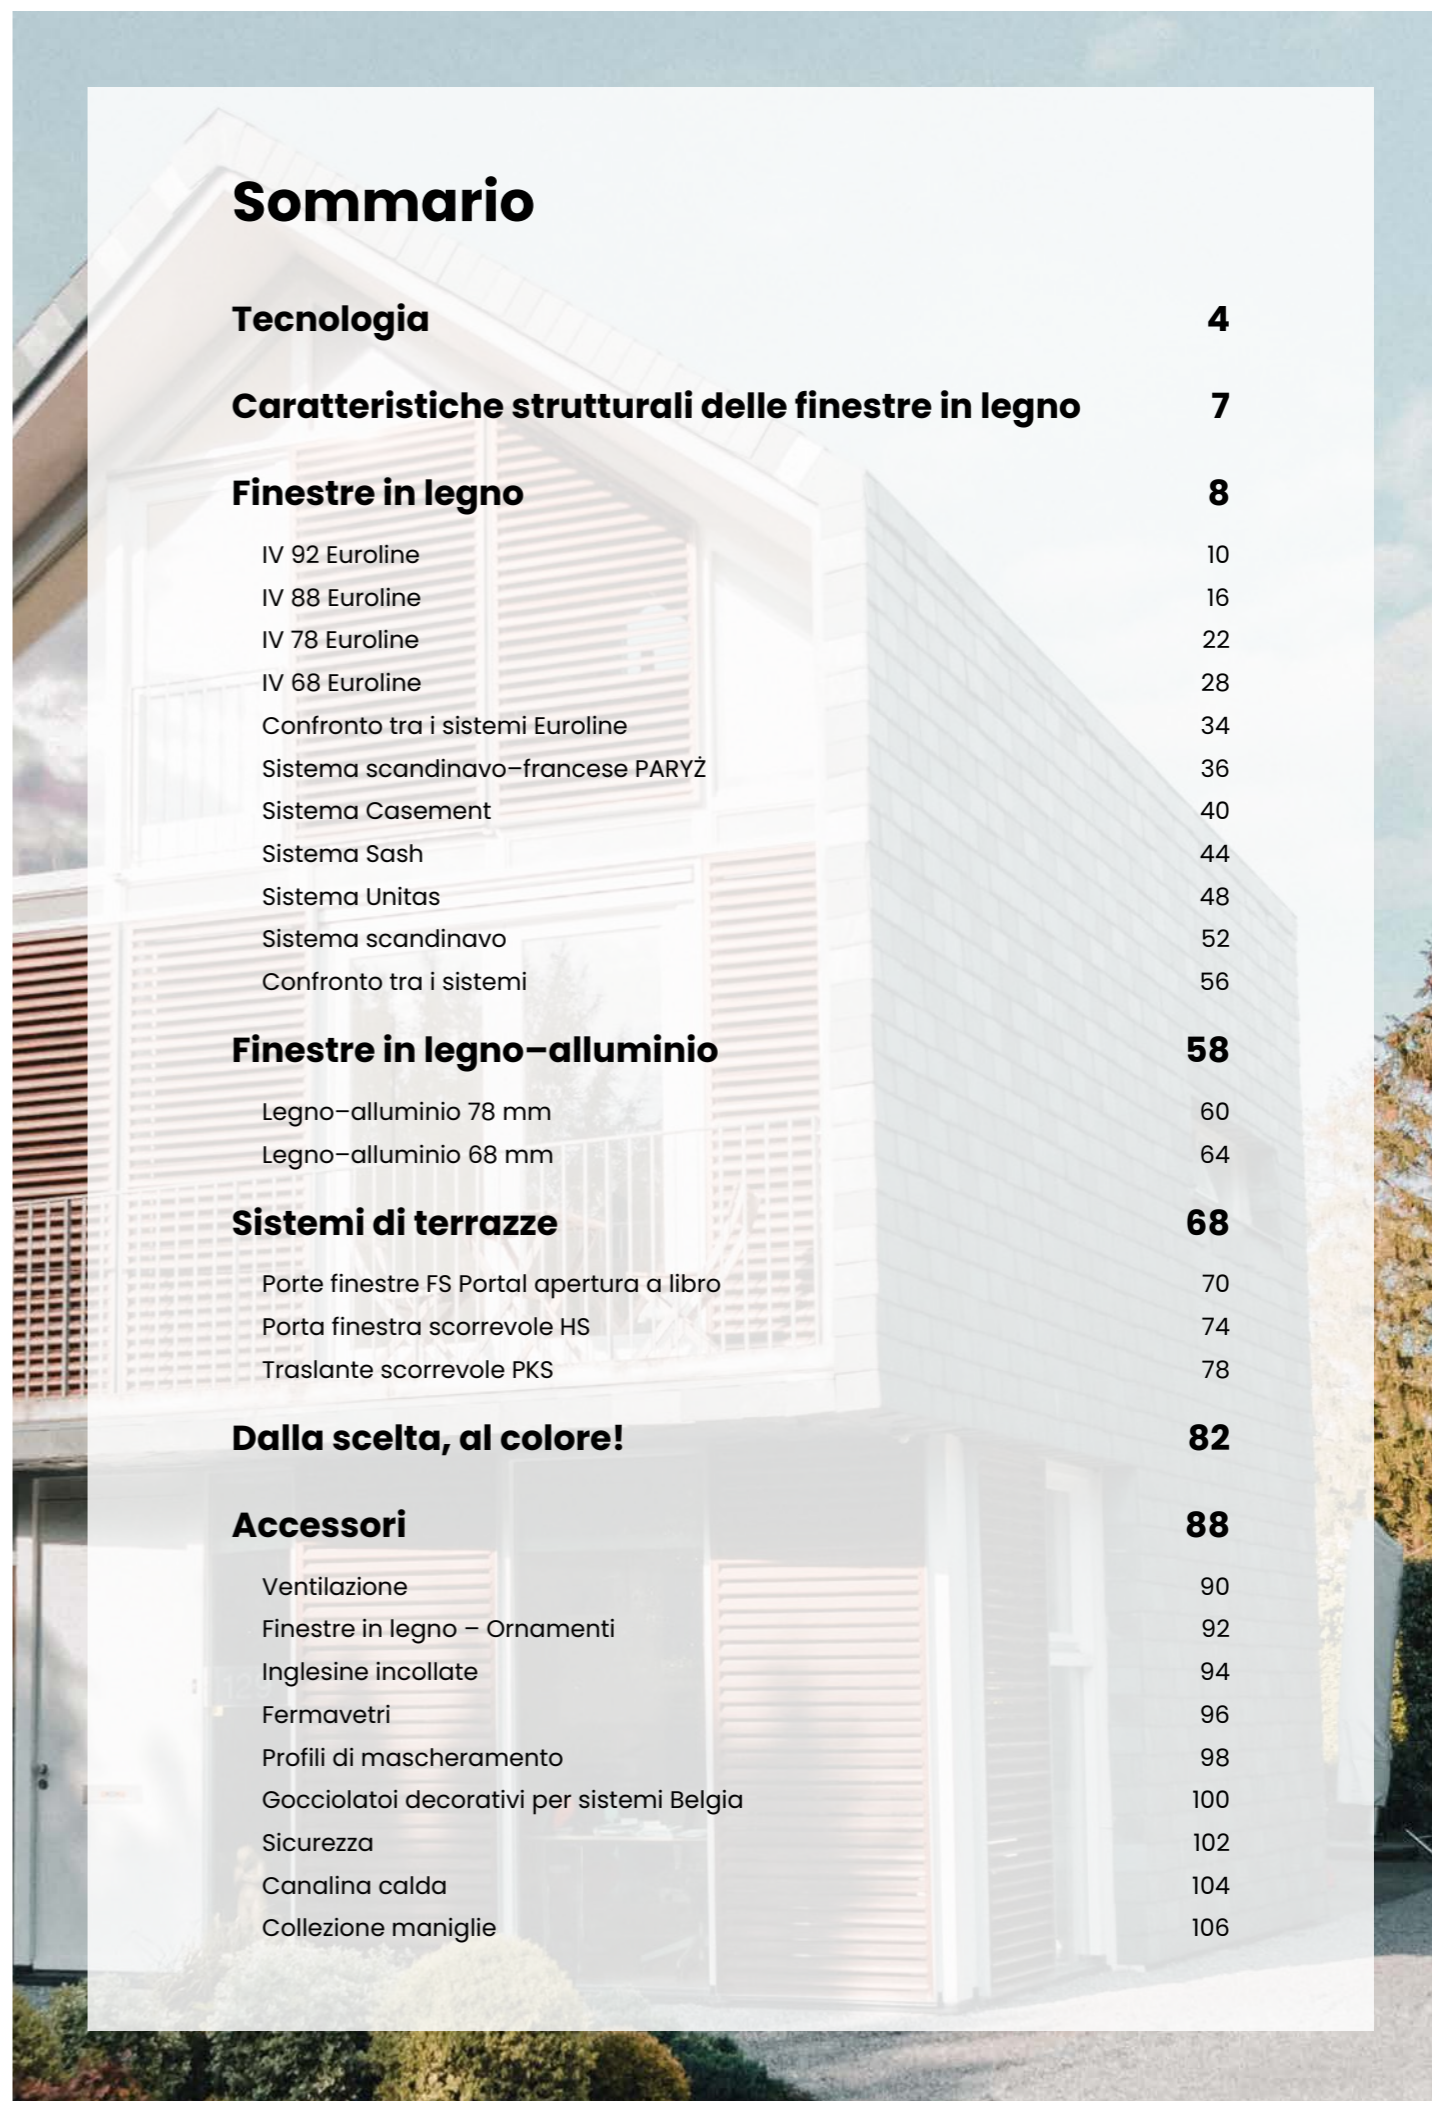 Sommario
Tecnologia 4
Caratteristiche strutturali delle finestre in legno 7
Finestre in legno 8
IV 92 Euroline 10
IV 88 Euroline 16
IV 78 Euroline 22
IV 68 Euroline 28
Confronto tra i sistemi Euroline 34
Sistema scandinavo–francese PARYŻ 36
Sistema Casement 40
Sistema Sash 44
Sistema Unitas 48
Sistema scandinavo 52
Confronto tra i sistemi 56
Finestre in legno–alluminio 58
Legno–alluminio 78 mm 60
Legno–alluminio 68 mm 64
Sistemi di terrazze 68
Porte finestre FS Portal apertura a libro 70
Porta finestra scorrevole HS 74
Traslante scorrevole PKS 78
Dalla scelta, al colore! 82
Accessori 88
Ventilazione 90
Finestre in legno – Ornamenti 92
Inglesine incollate 94
Fermavetri 96
Profili di mascheramento 98
Gocciolatoi decorativi per sistemi Belgia 100
Sicurezza 102
Canalina calda 104
Collezione maniglie 106